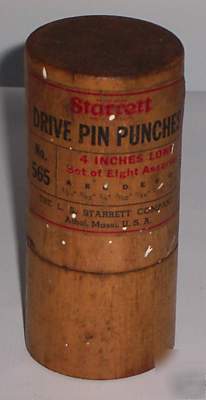 Starrett
DRIVE PIN PUNCHES
No.
565
4 INCHES LONG
Set of Eight Assorted
A B C D E
THE L. S. STARRETT COMPANY
Athol, Mass. U. S. A.